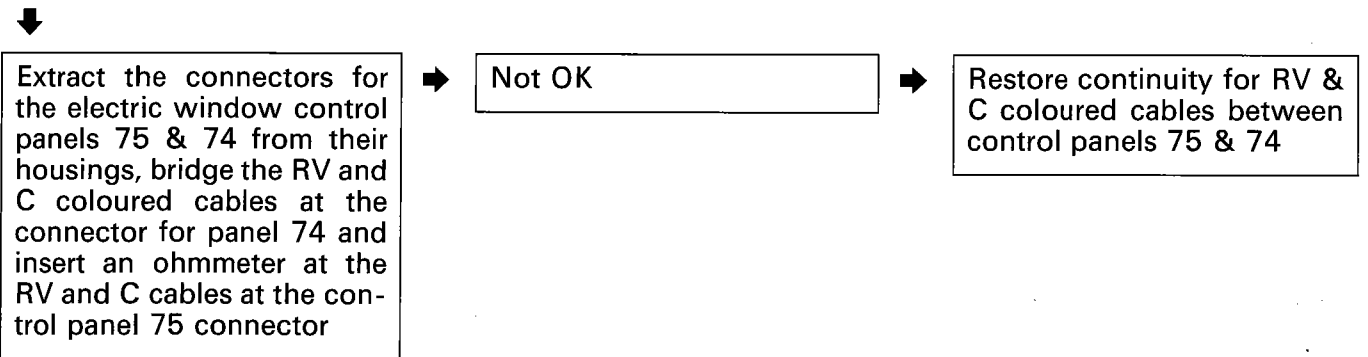 Extract the connectors for
the electric window control
panels 75 & 74 from their
housings, bridge the RV and
C coloured cables at the
connector for panel 74 and
insert an ohmmeter at the
RV and C cables at the con-
trol panel 75 connector
Not OK
Restore continuity for RV &
C coloured cables between
control panels 75 & 74